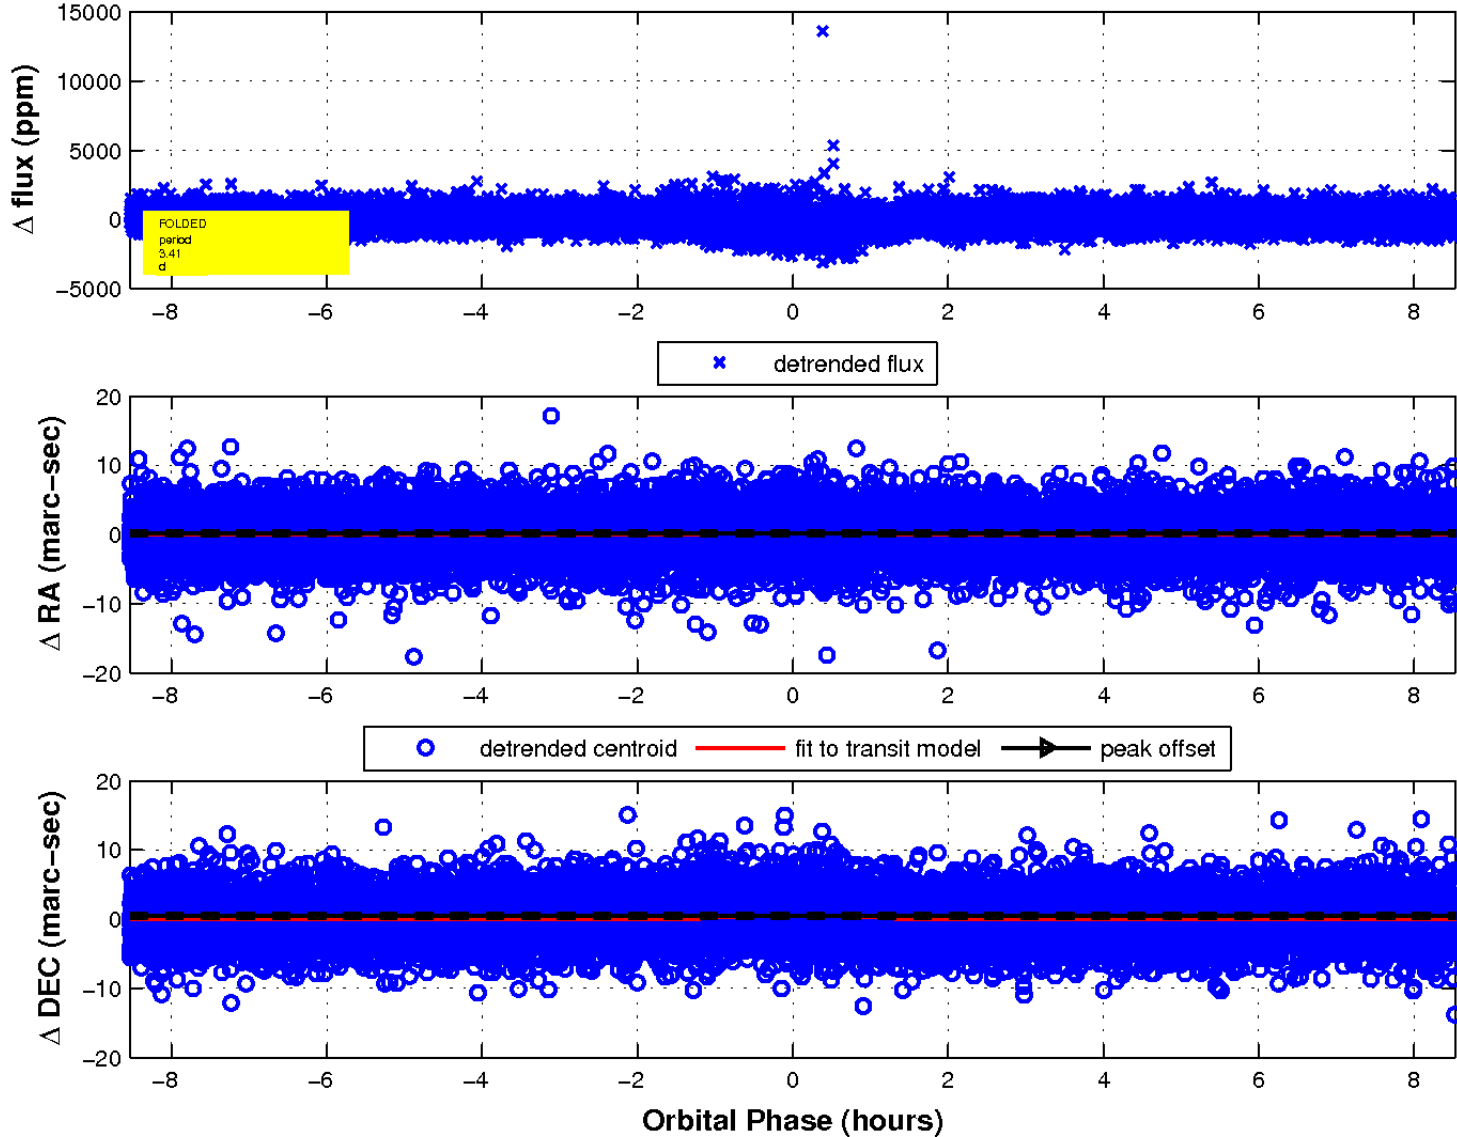 15000
10000
5000
0
−5000
Δ flux (ppm)
FOLDED
period
3.41
d
−8 −6 −4 −2 0 2 4 6 8
detrended flux
20
10
0
−10
−20
Δ RA (marc−sec)
−8 −6 −4 −2 0 2 4 6 8
detrended centroid fit to transit model peak offset
20
10
0
−10
−20
Δ DEC (marc−sec)
−8 −6 −4 −2 0 2 4 6 8
Orbital Phase (hours)